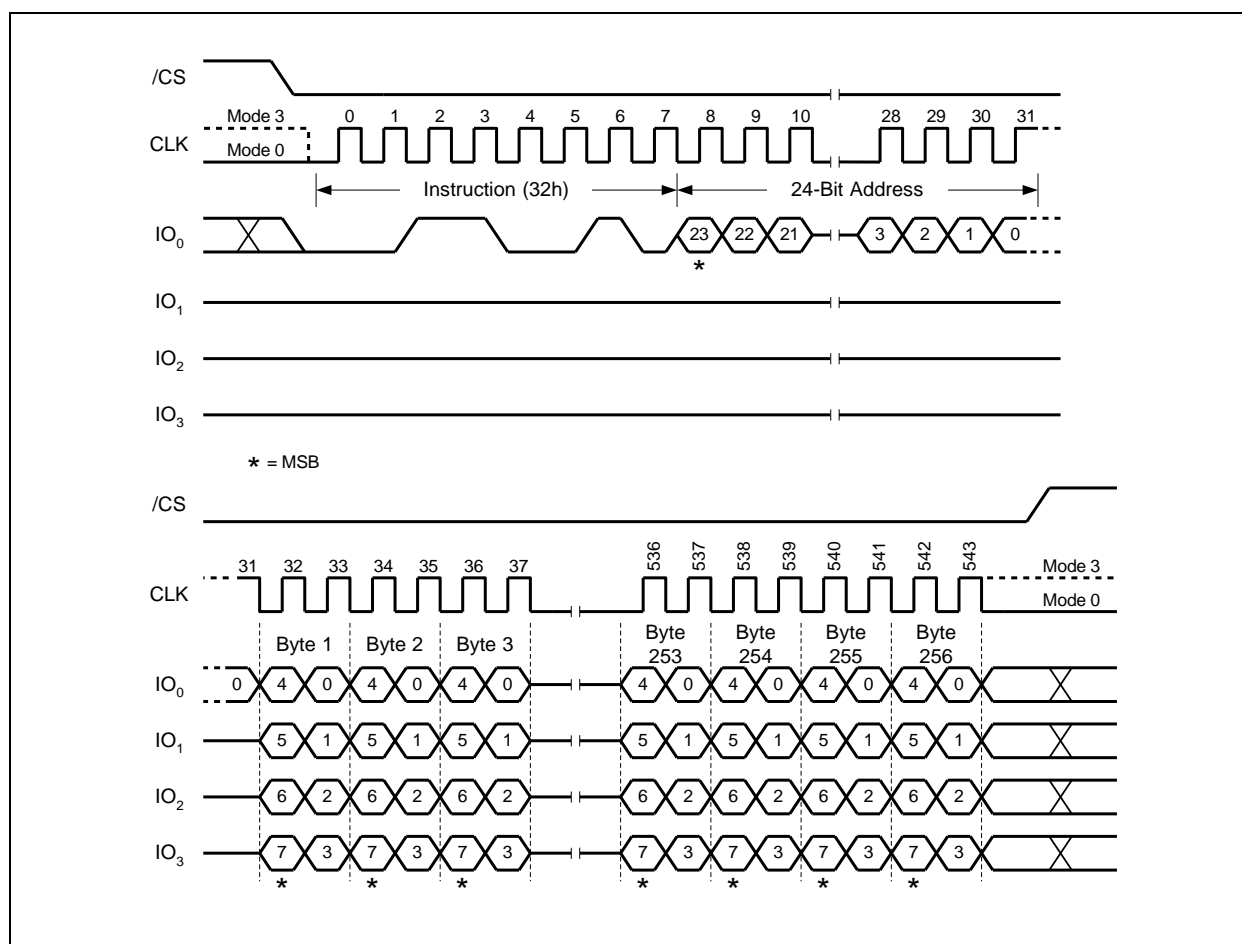 /CS
Mode 3 0 1 2 3 4 5 6 7 8 9 10 28 29 30 31
CLK
Mode 0
Instruction (32h) 24-Bit Address
IO0 23 22 21 3 2 1 0
*
IO1
IO2
IO3
* = MSB
/CS
31 32 33 34 35 36 37 536 537 538 539 540 541 542 543 Mode 3
CLK
Mode 0
Byte 1 Byte 2 Byte 3 Byte 253 Byte 254 Byte 255 Byte 256
IO0 0 4 0 4 0 4 0 4 0 4 0 4 0 4 0
IO1 5 1 5 1 5 1 5 1 5 1 5 1 5 1
IO2 6 2 6 2 6 2 6 2 6 2 6 2 6 2
IO3 7 3 7 3 7 3 7 3 7 3 7 3 7 3
* * * * * * *